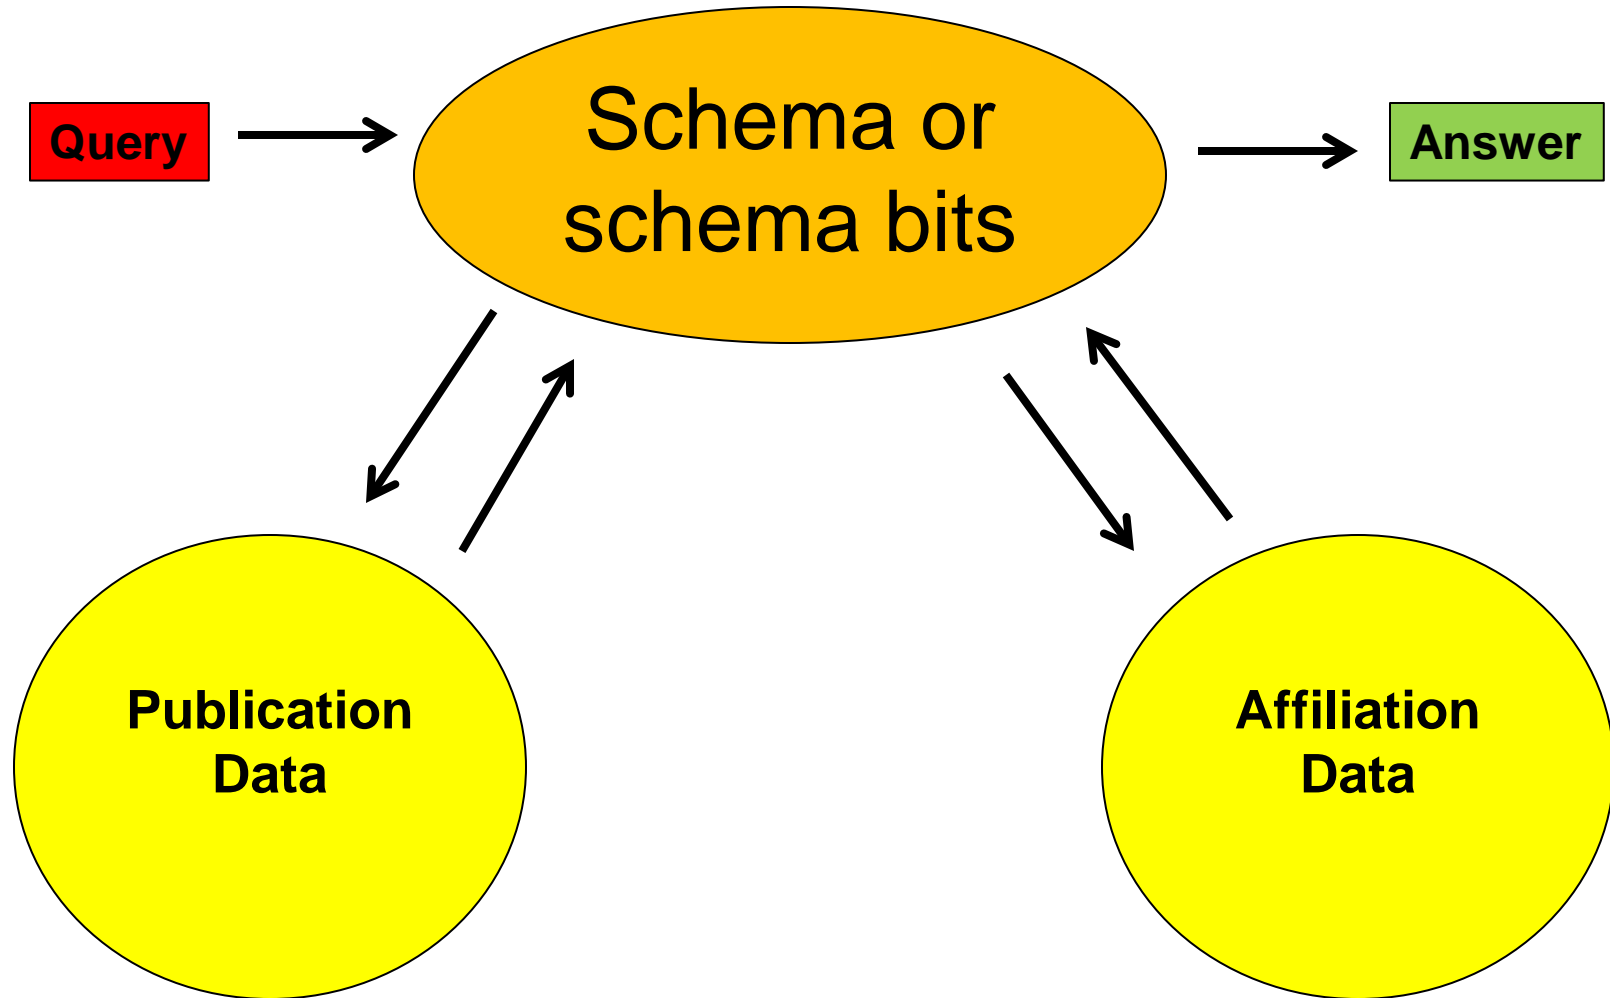 Query
Schema or
schema bits
Answer
Publication
Data
Affiliation
Data